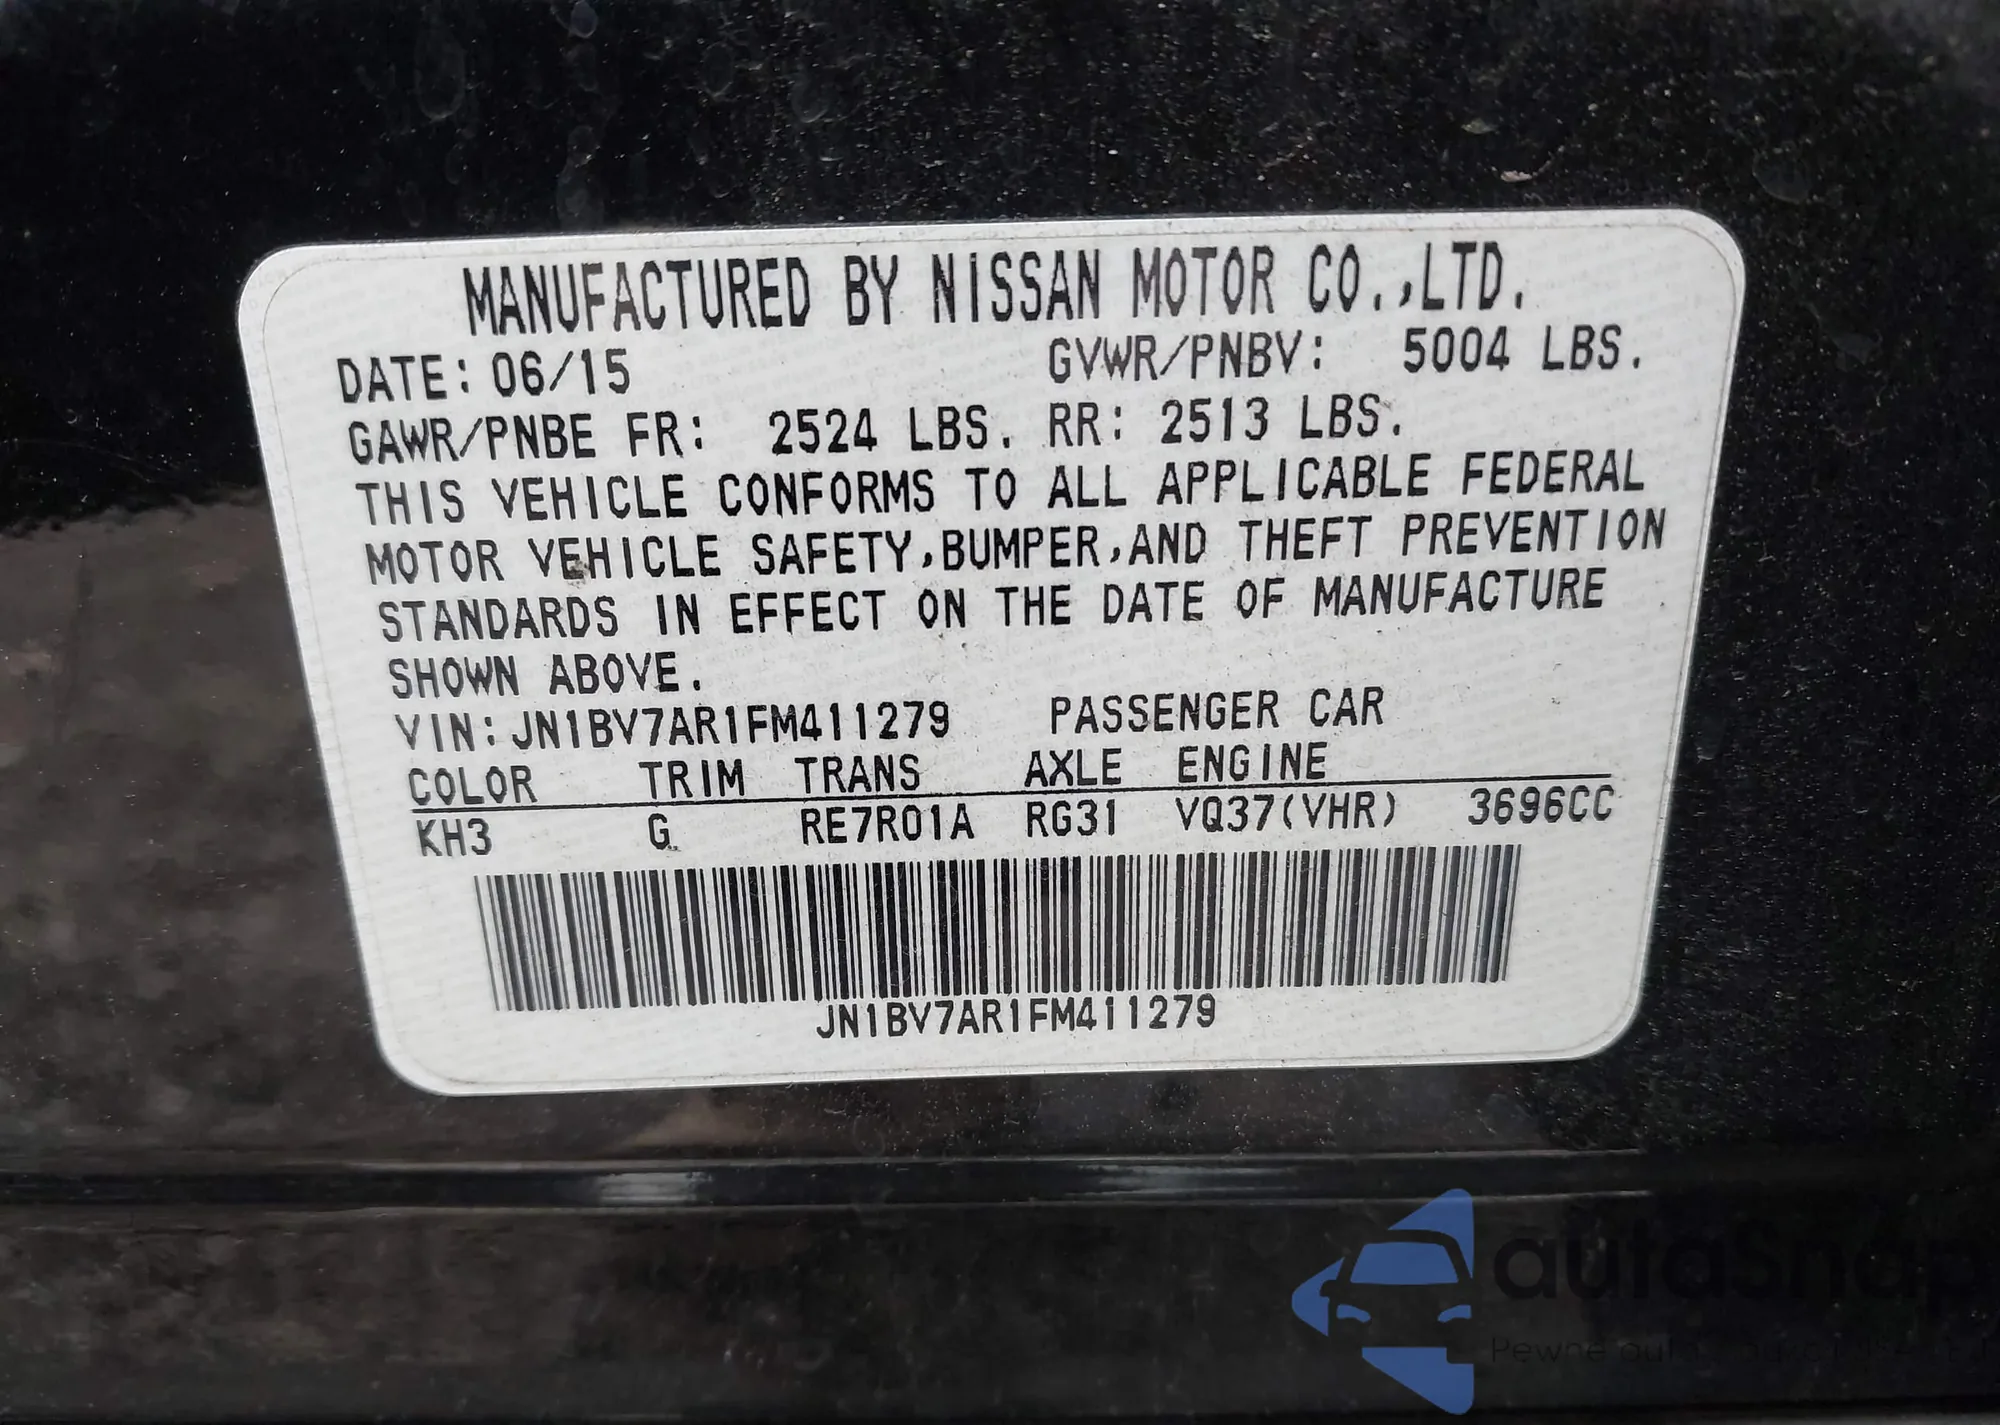 MANUFACTURED BY NISSAN MOTOR CO.,LTD.
DATE: 06/15 GVWR/PNBV: 5004 LBS.
GAWR/PNBE FR: 2524 LBS. RR: 2513 LBS.
THIS VEHICLE CONFORMS TO ALL APPLICABLE FEDERAL
MOTOR VEHICLE SAFETY,BUMPER,AND THEFT PREVENTION
STANDARDS IN EFFECT ON THE DATE OF MANUFACTURE
SHOWN ABOVE.
VIN:JN1BV7AR1FM411279 PASSENGER CAR
COLOR TRIM TRANS AXLE ENGINE
KH3 G RE7R01A RG31 VQ37(VHR) 3696CC
JN1BV7AR1FM411279
autaSnap
Pewne auta